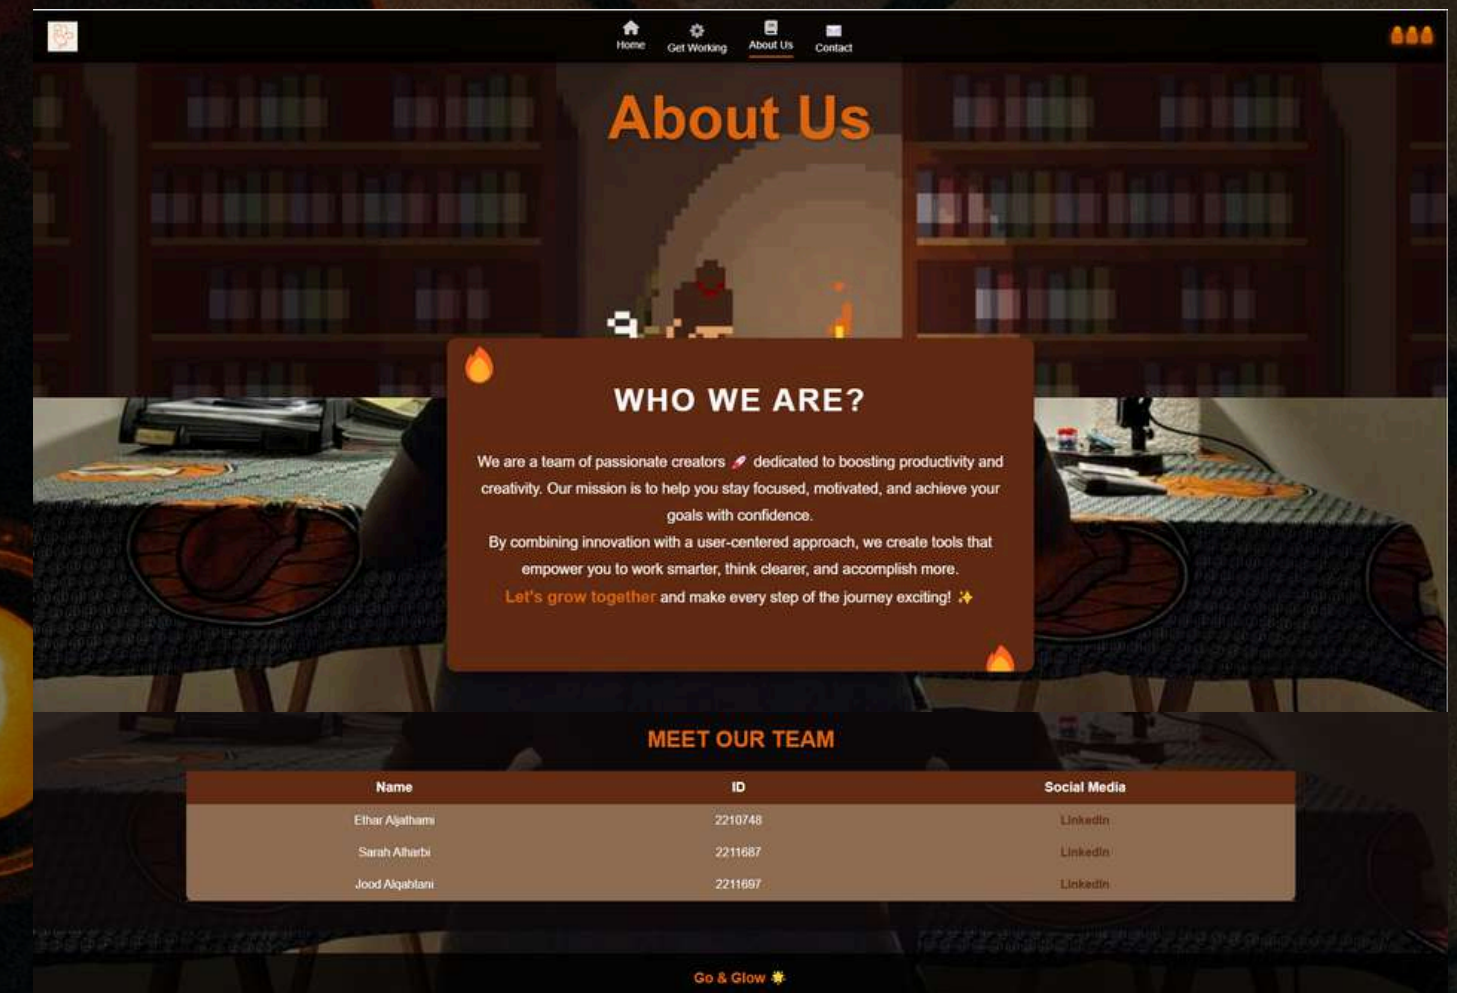 Home Get Working About Us Contact
About Us
WHO WE ARE?
We are a team of passionate creators 🚀 dedicated to boosting productivity and
creativity. Our mission is to help you stay focused, motivated, and achieve your
goals with confidence.
By combining innovation with a user-centered approach, we create tools that
empower you to work smarter, think clearer, and accomplish more.
Let's grow together and make every step of the journey exciting! ✨
MEET OUR TEAM
Name ID Social Media
Ethar Aljathami 2210748 LinkedIn
Sarah Alharbi 2211687 LinkedIn
Jood Alqahtani 2211697 LinkedIn
Go & Glow 🌟